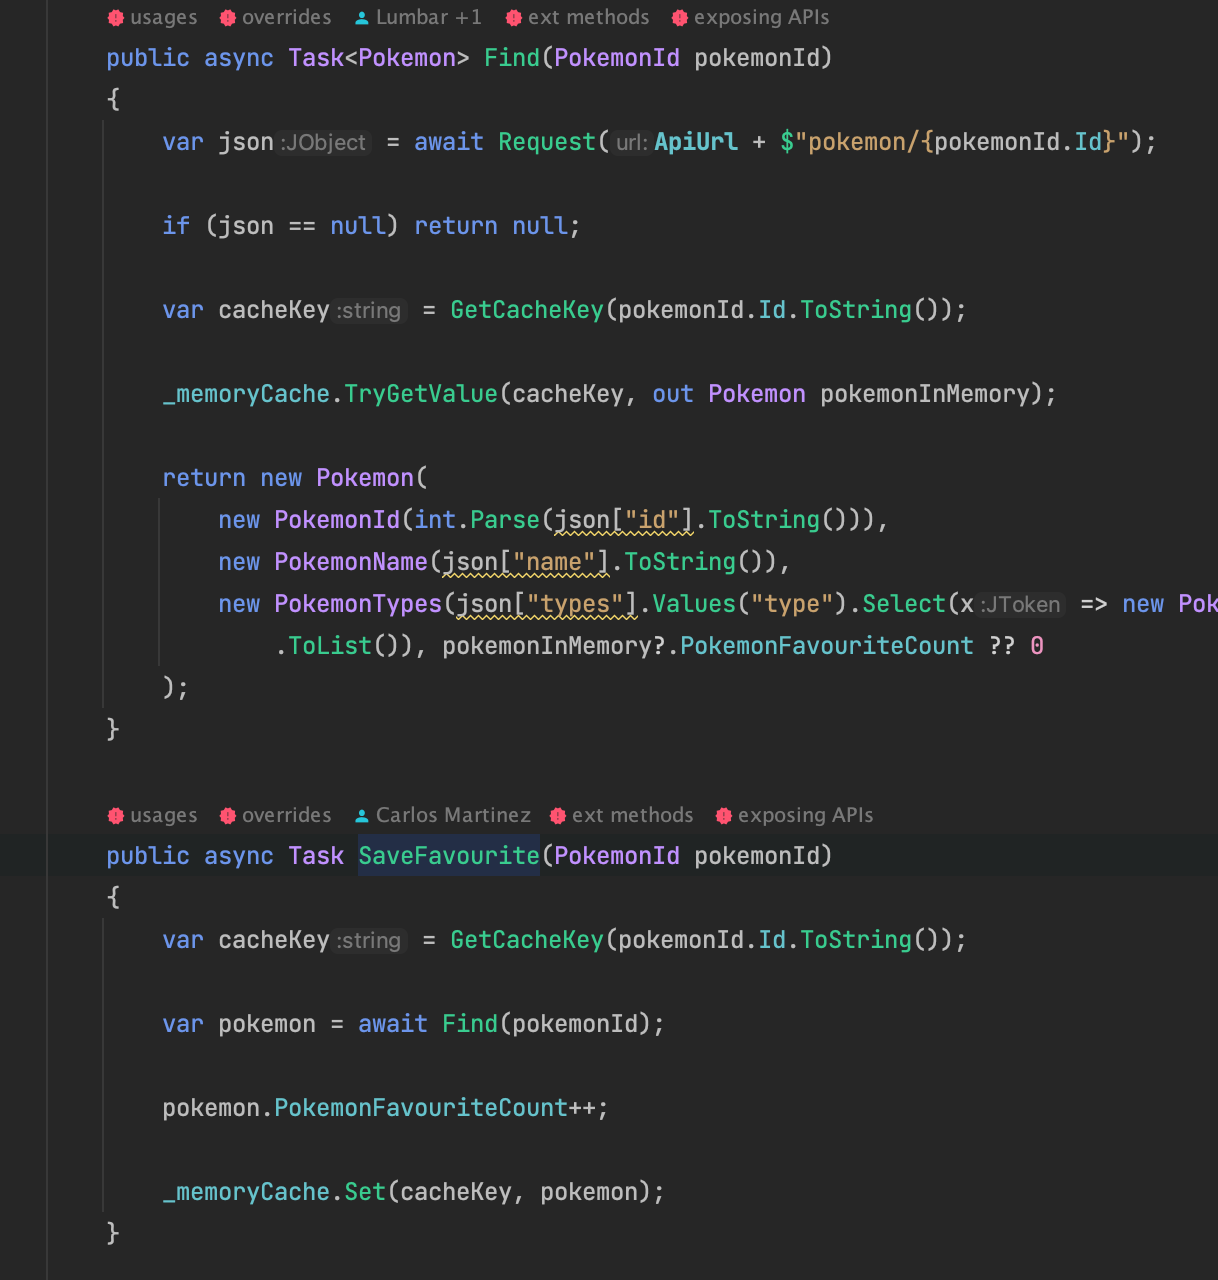 usages overrides Lumbar +1 ext methods exposing APIs
public async Task<Pokemon> Find(PokemonId pokemonId)
{
var json :JObject = await Request( url: ApiUrl + $"pokemon/{pokemonId.Id}");
if (json == null) return null;
var cacheKey :string = GetCacheKey(pokemonId.Id.ToString());
_memoryCache.TryGetValue(cacheKey, out Pokemon pokemonInMemory);
return new Pokemon(
new PokemonId(int.Parse(json["id"].ToString())),
new PokemonName(json["name"].ToString()),
new PokemonTypes(json["types"].Values("type").Select(x :JToken => new Pok
.ToList()), pokemonInMemory?.PokemonFavouriteCount ?? 0
);
}
usages overrides Carlos Martinez ext methods exposing APIs
public async Task SaveFavourite(PokemonId pokemonId)
{
var cacheKey :string = GetCacheKey(pokemonId.Id.ToString());
var pokemon = await Find(pokemonId);
pokemon.PokemonFavouriteCount++;
_memoryCache.Set(cacheKey, pokemon);
}